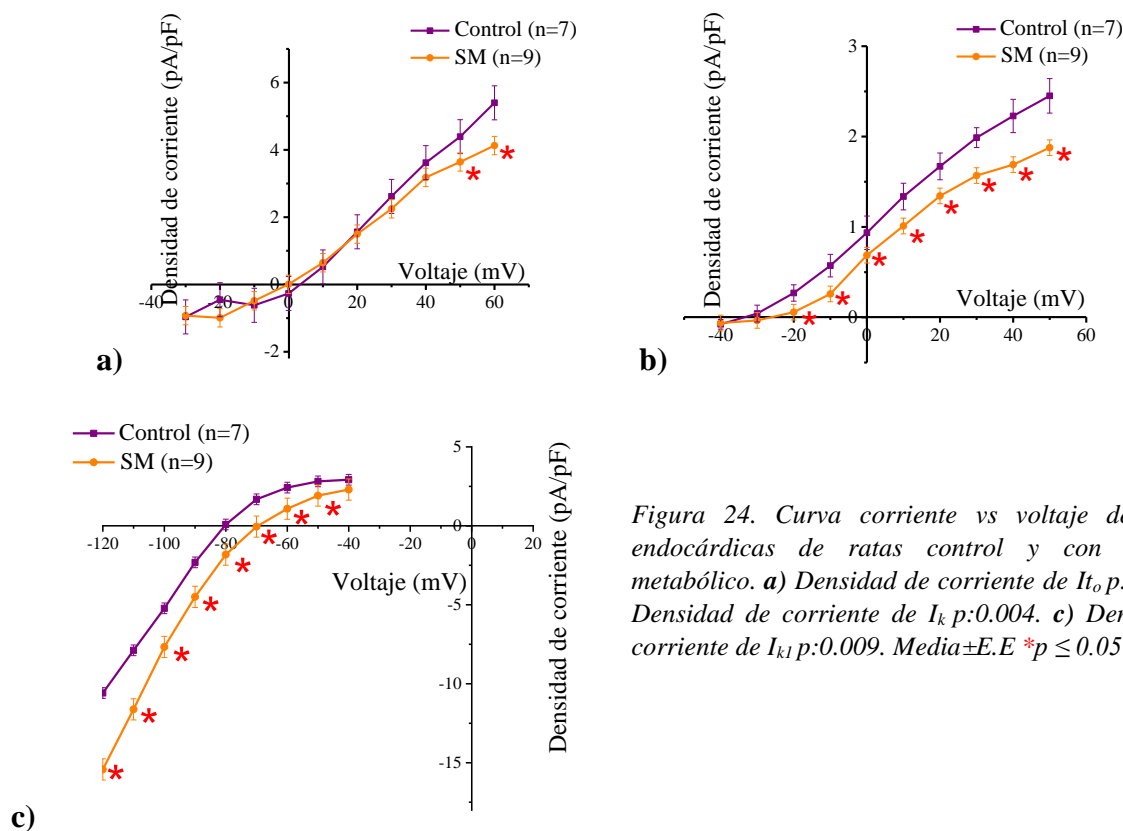 Densidad de corriente (pA/pF)
Control (n=7)
SM (n=9)
6
4
2
0
-2
-40
-20
0
20
40
60
Voltaje (mV)
* *
a)
Densidad de corriente (pA/pF)
Control (n=7)
SM (n=9)
3
2
1
0
-40
-20
0
20
40
Voltaje (mV)
* * * * * * * *
b)
Control (n=7)
SM (n=9)
5
0
-5
-10
-15
-120
-100
-80
-60
-40
-20
0
20
Voltaje (mV)
Densidad de corriente (pA/pF)
* * * * * * * *
c)
Figura 24. Curva corriente vs voltaje
endocárdicas de ratas control y con
metabólico. a) Densidad de corriente de Ito
Densidad de corriente de Ik p:0.004. c)
corriente de Ik1 p:0.009. Media±E.E *p ≤ 0.05